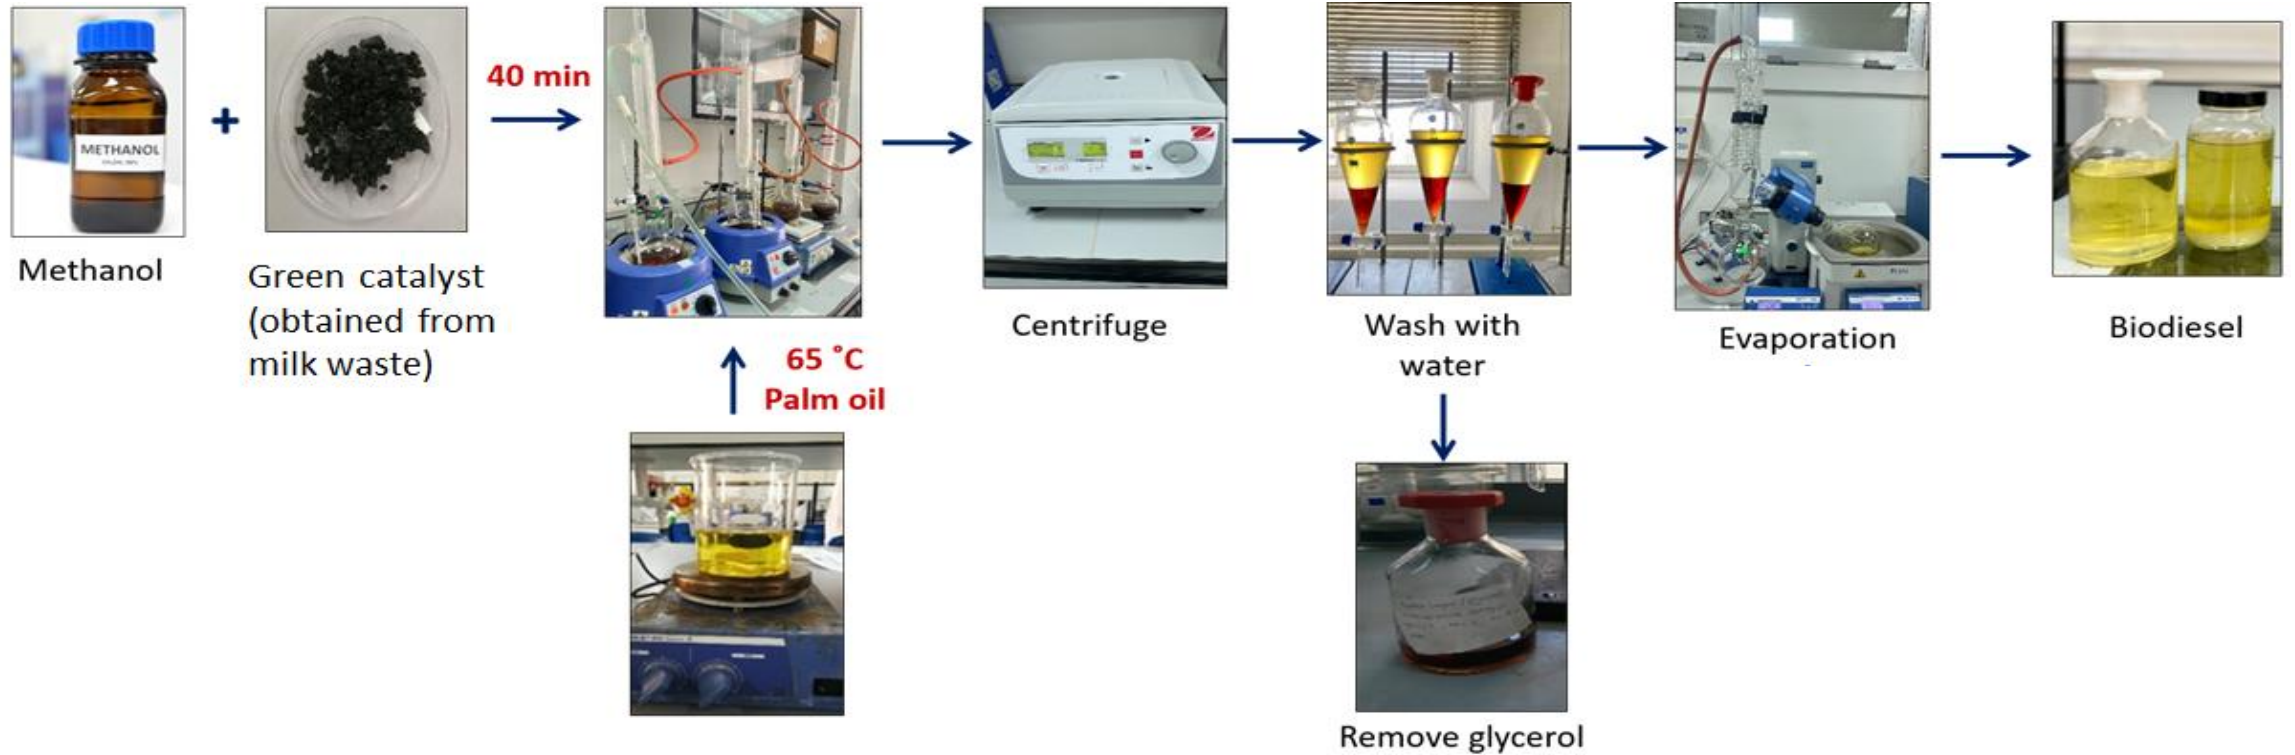 METHANOL
40 min
+
Methanol
Green catalyst
(obtained from
milk waste)
65 ˚C
Palm oil
Centrifuge
Wash with
water
Evaporation
Biodiesel
Remove glycerol